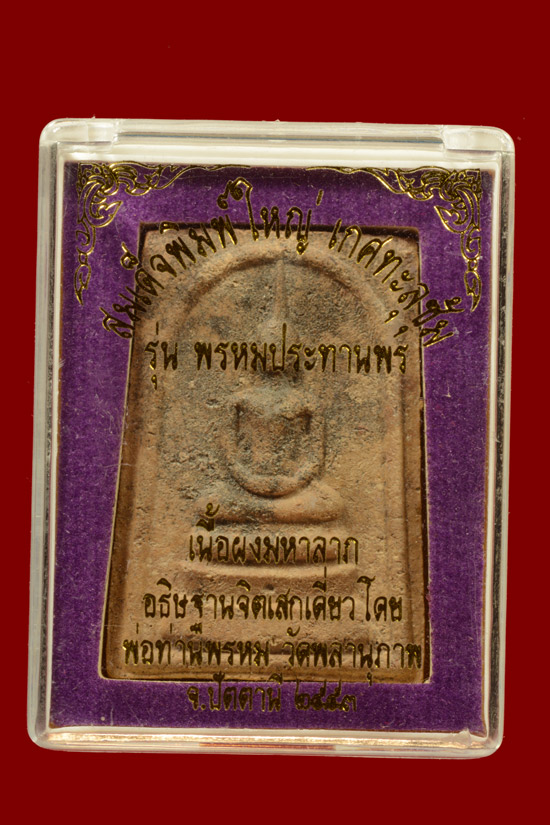 สมเด็จพิมพ์ใหญ่ เกศทะลุซุ้ม
รุ่น พรหมประทานพร
เนื้อผงมหาลาภ
อธิษฐานจิตเสกเดี่ยวโดย
พ่อท่านพรหม วัดพลานุภาพ
จ.ปัตตานี ๒๕๕๓